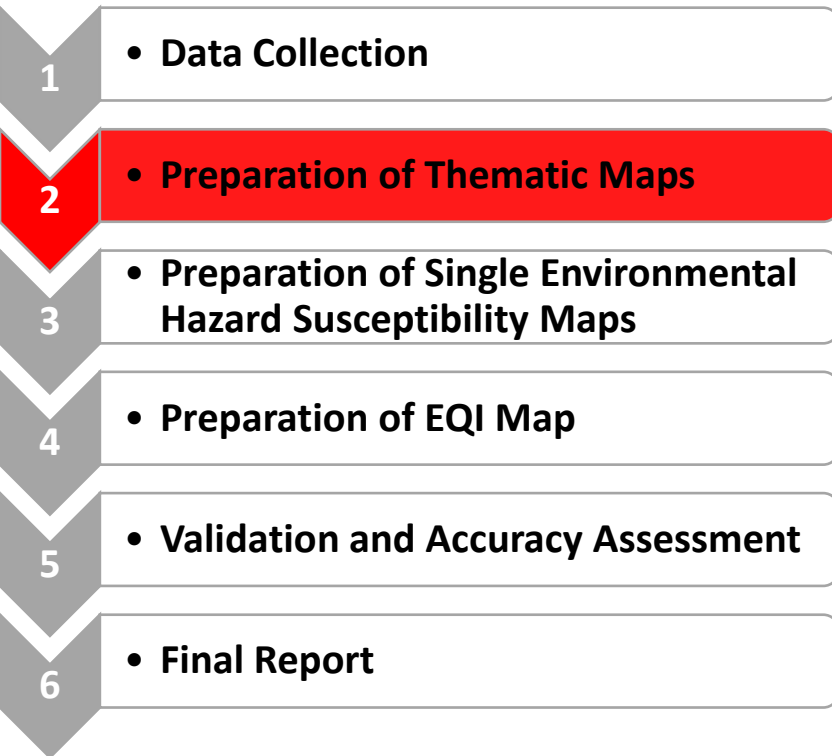 1
• Data Collection
2
• Preparation of Thematic Maps
3
• Preparation of Single Environmental
Hazard Susceptibility Maps
4
• Preparation of EQI Map
5
• Validation and Accuracy Assessment
6
• Final Report